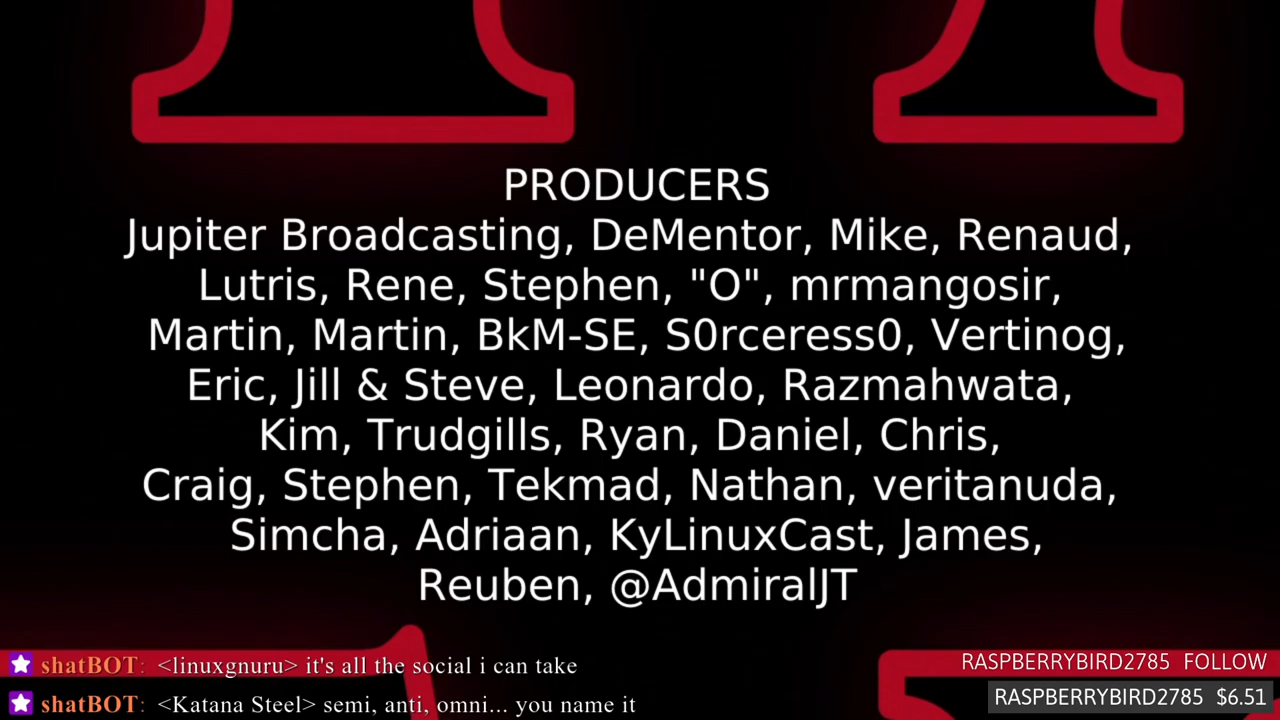 PRODUCERS
Jupiter Broadcasting, DeMentor, Mike, Renaud,
Lutris, Rene, Stephen, "O", mrmangosir,
Martin, Martin, BkM-SE, S0rceress0, Vertinog,
Eric, Jill & Steve, Leonardo, Razmahwata,
Kim, Trudgills, Ryan, Daniel, Chris,
Craig, Stephen, Tekmad, Nathan, veritanuda,
Simcha, Adriaan, KyLinuxCast, James,
Reuben, @AdmiralJT
shatBOT: <linuxgnuru> it's all the social i can take
shatBOT: <Katana Steel> semi, anti, omni... you name it
RASPBERRYBIRD2785 FOLLOW
RASPBERRYBIRD2785 $6.51